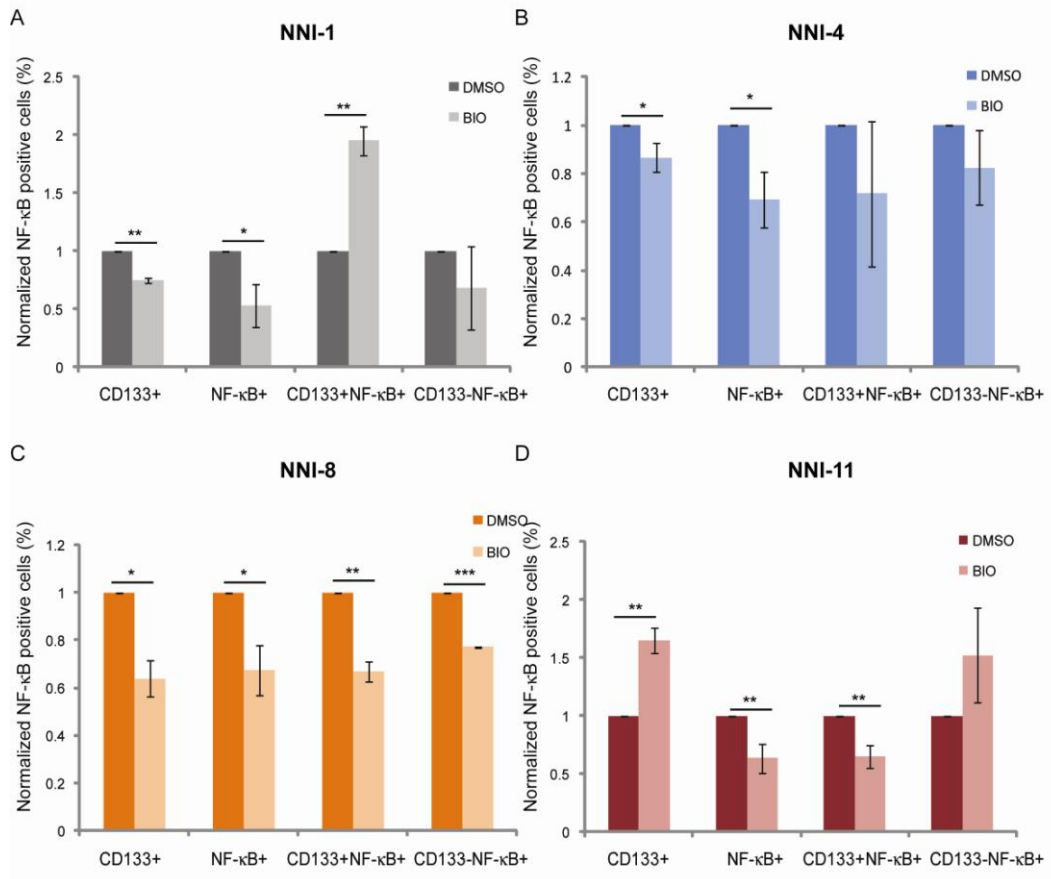 A
NNI-1
Normalized NF-κB positive cells (%)
2.5
2
1.5
1
0.5
0
DMSO
BIO
**
*
**
CD133+ NF-κB+ CD133+NF-κB+ CD133-NF-κB+
B
NNI-4
Normalized NF-κB positive cells (%)
1.2
1
0.8
0.6
0.4
0.2
0
DMSO
BIO
*
*
CD133+ NF-κB+ CD133+NF-κB+ CD133-NF-κB+
C
NNI-8
Normalized NF-κB positive cells (%)
1.2
1
0.8
0.6
0.4
0.2
0
DMSO
BIO
*
*
**
***
CD133+ NF-κB+ CD133+NF-κB+ CD133-NF-κB+
D
NNI-11
Normalized NF-κB positive cells (%)
2.5
2
1.5
1
0.5
0
DMSO
BIO
**
**
**
CD133+ NF-κB+ CD133+NF-κB+ CD133-NF-κB+